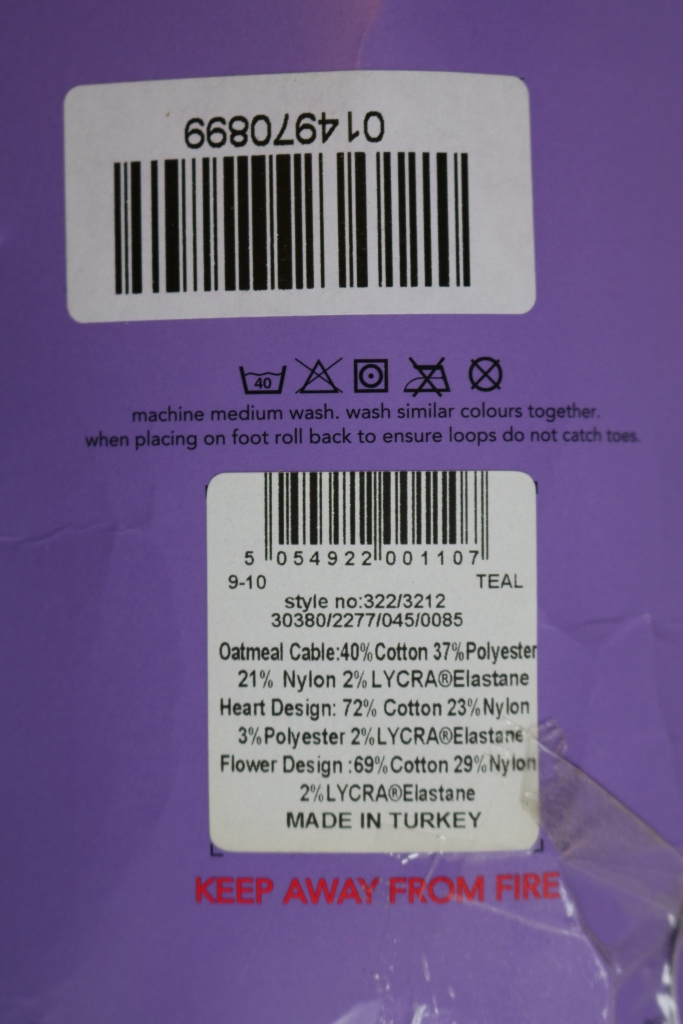 014970899
40
machine medium wash. wash similar colours together.
when placing on foot roll back to ensure loops do not catch toes.
5 054922 001107
9-10 TEAL
style no:322/3212
30380/2277/045/0085
Oatmeal Cable:40%Cotton 37%Polyester
21% Nylon 2%LYCRA®Elastane
Heart Design: 72% Cotton 23%Nylon
3%Polyester 2%LYCRA®Elastane
Flower Design :69%Cotton 29%Nylon
2%LYCRA®Elastane
MADE IN TURKEY
KEEP AWAY FROM FIRE